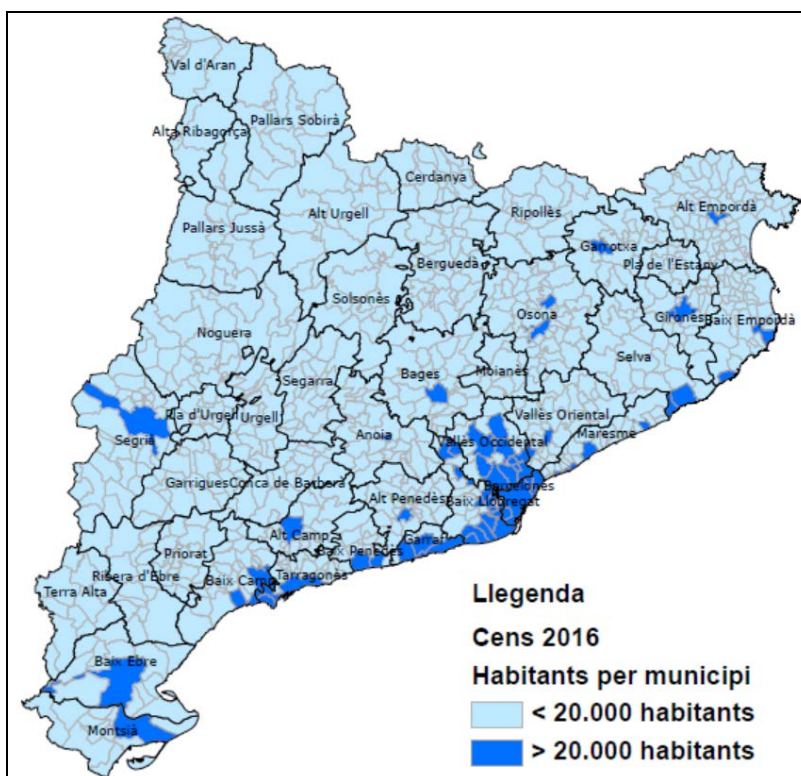 Val d'Aran
Pallars Sobirà
Alta Ribagorça
Cerdanya
Alt Urgell
Ripollès
Alt Empordà
Pallars Jussà
Garrotxa
Berguedà
Pla de l'Estany
Solsonès
Osona
Gironès
Baix Empordà
Noguera
Selva
Segarra
Bages
Moianès
Pla d'Urgell
Urgell
Vallès Oriental
Segrià
Anoia
Vallès Occidental
Maresme
Garrigues
Conca de Barberà
Barcelonès
Alt Penedès
Baix Llobregat
Alt Camp
Garraf
Priorat
Baix Penedès
Ribera d'Ebre
Baix Camp
Tarragonès
Terra Alta
Baix Ebre
Montsià
Llegenda
Cens 2016
Habitants per municipi
< 20.000 habitants
> 20.000 habitants